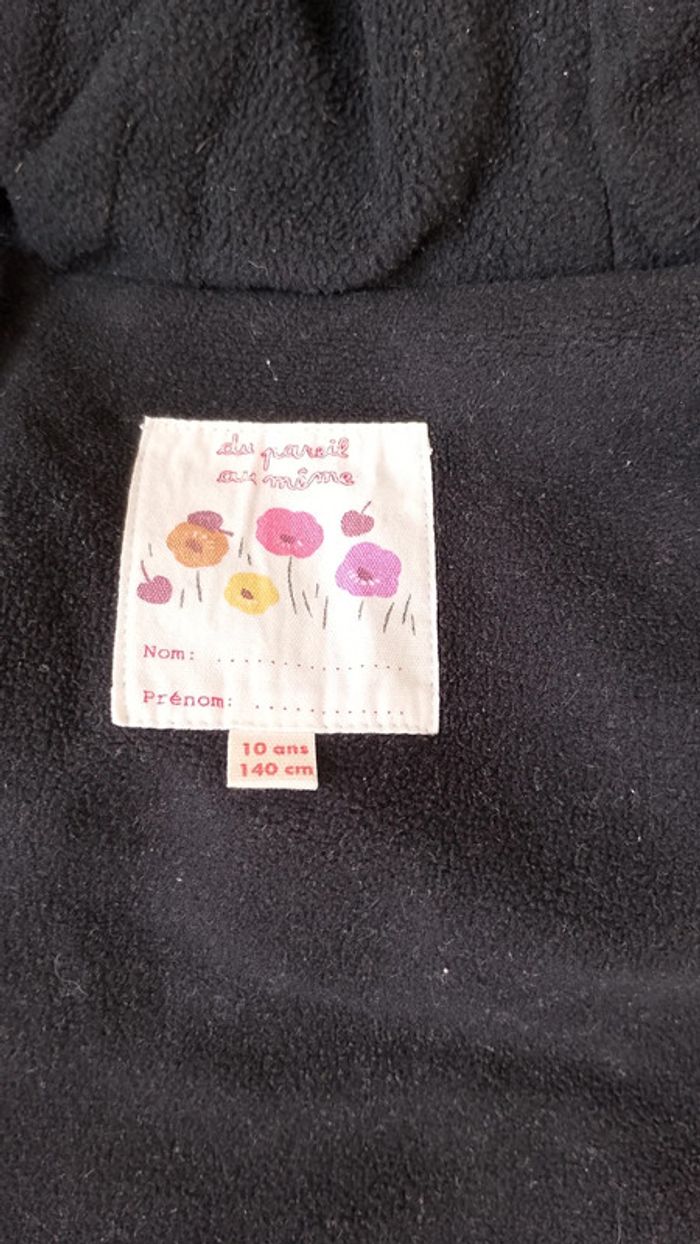 du pareil
au même
Nom: ................
Prénom: ............
10 ans
140 cm